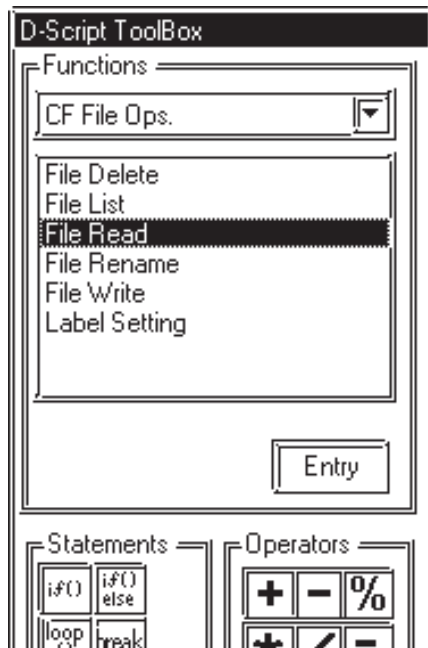 D-Script ToolBox
Functions
CF File Ops.
File Delete
File List
File Read
File Rename
File Write
Label Setting
Entry
Statements
Operators
if() if() else
+ - %
loop break